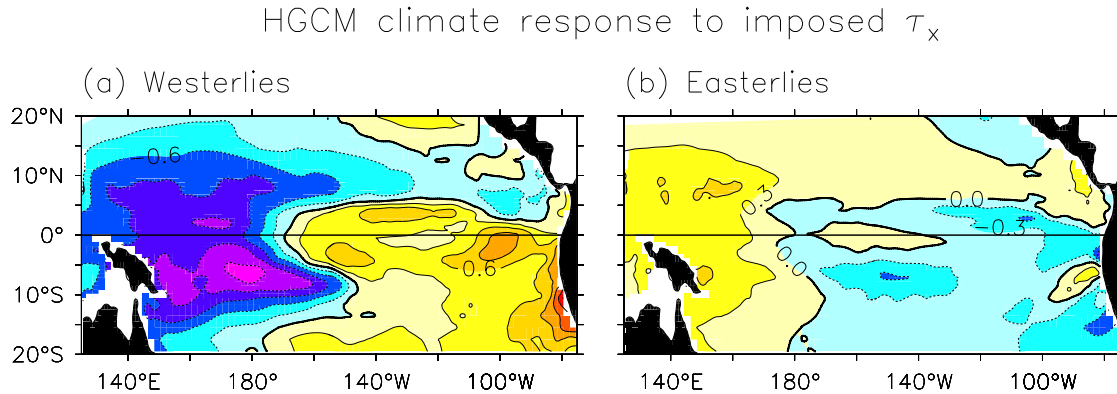 HGCM climate response to imposed τx
(a) Westerlies
(b) Easterlies
20°N
10°N
0°
10°S
20°S
-0.6
0.6
0.3
0.0
-0.3
0.0
140°E 180° 140°W 100°W
140°E 180° 140°W 100°W